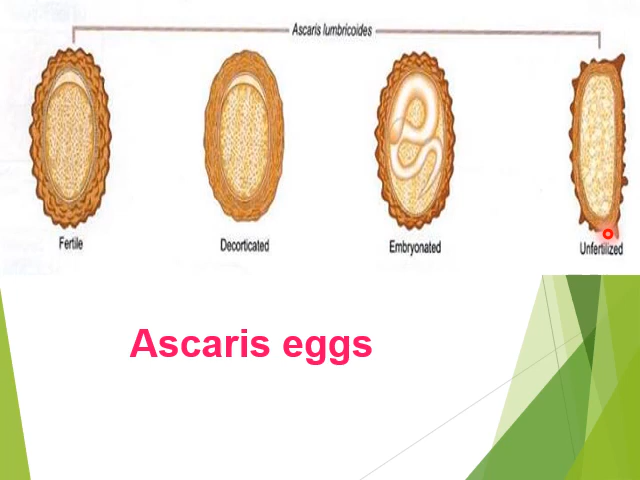 Ascaris lumbricoides
Fertile
Decorticated
Embryonated
Unfertilized
Ascaris eggs